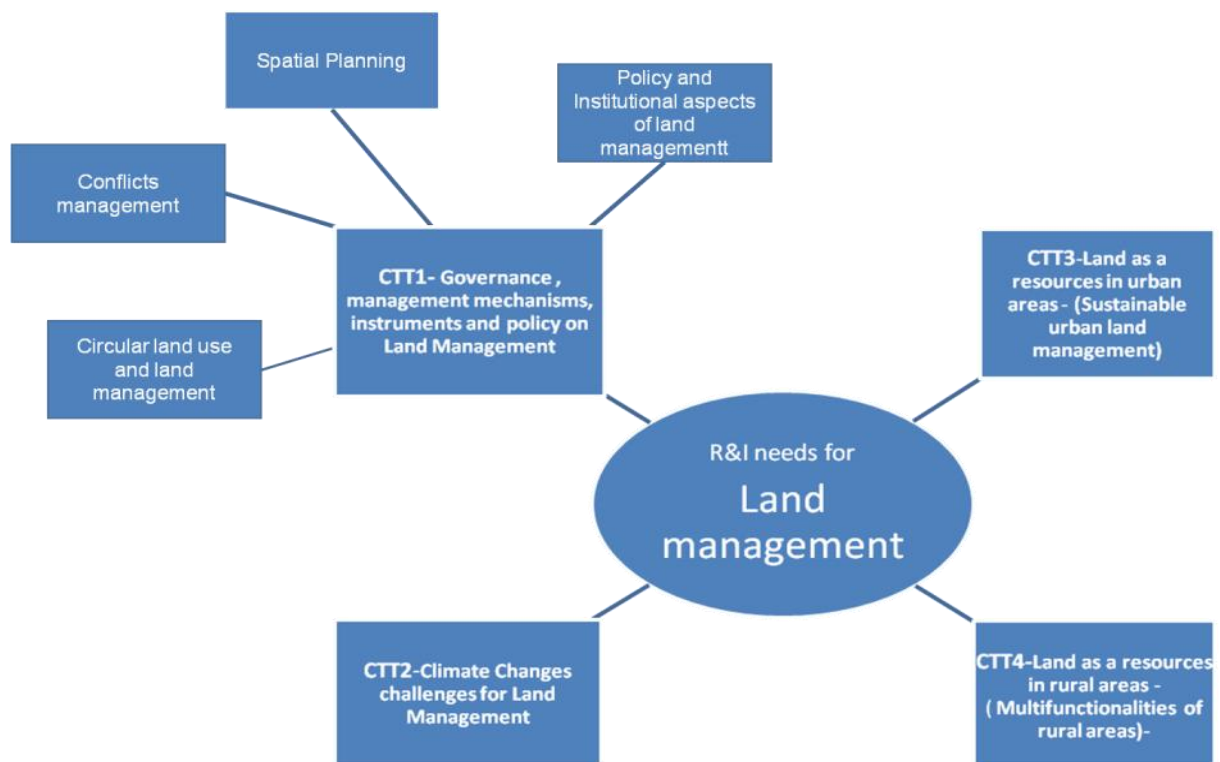 Spatial Planning
Policy and
Institutional aspects
of land
managementt
Conflicts
management
CTT1- Governance ,
management mechanisms,
instruments and policy on
Land Management
CTT3-Land as a
resources in urban
areas - (Sustainable
urban land
management)
Circular land use
and land
management
R&I needs for
Land
management
CTT2-Climate Changes
challenges for Land
Management
CTT4-Land as a resources
in rural areas -
( Multifunctionalities of
rural areas)-